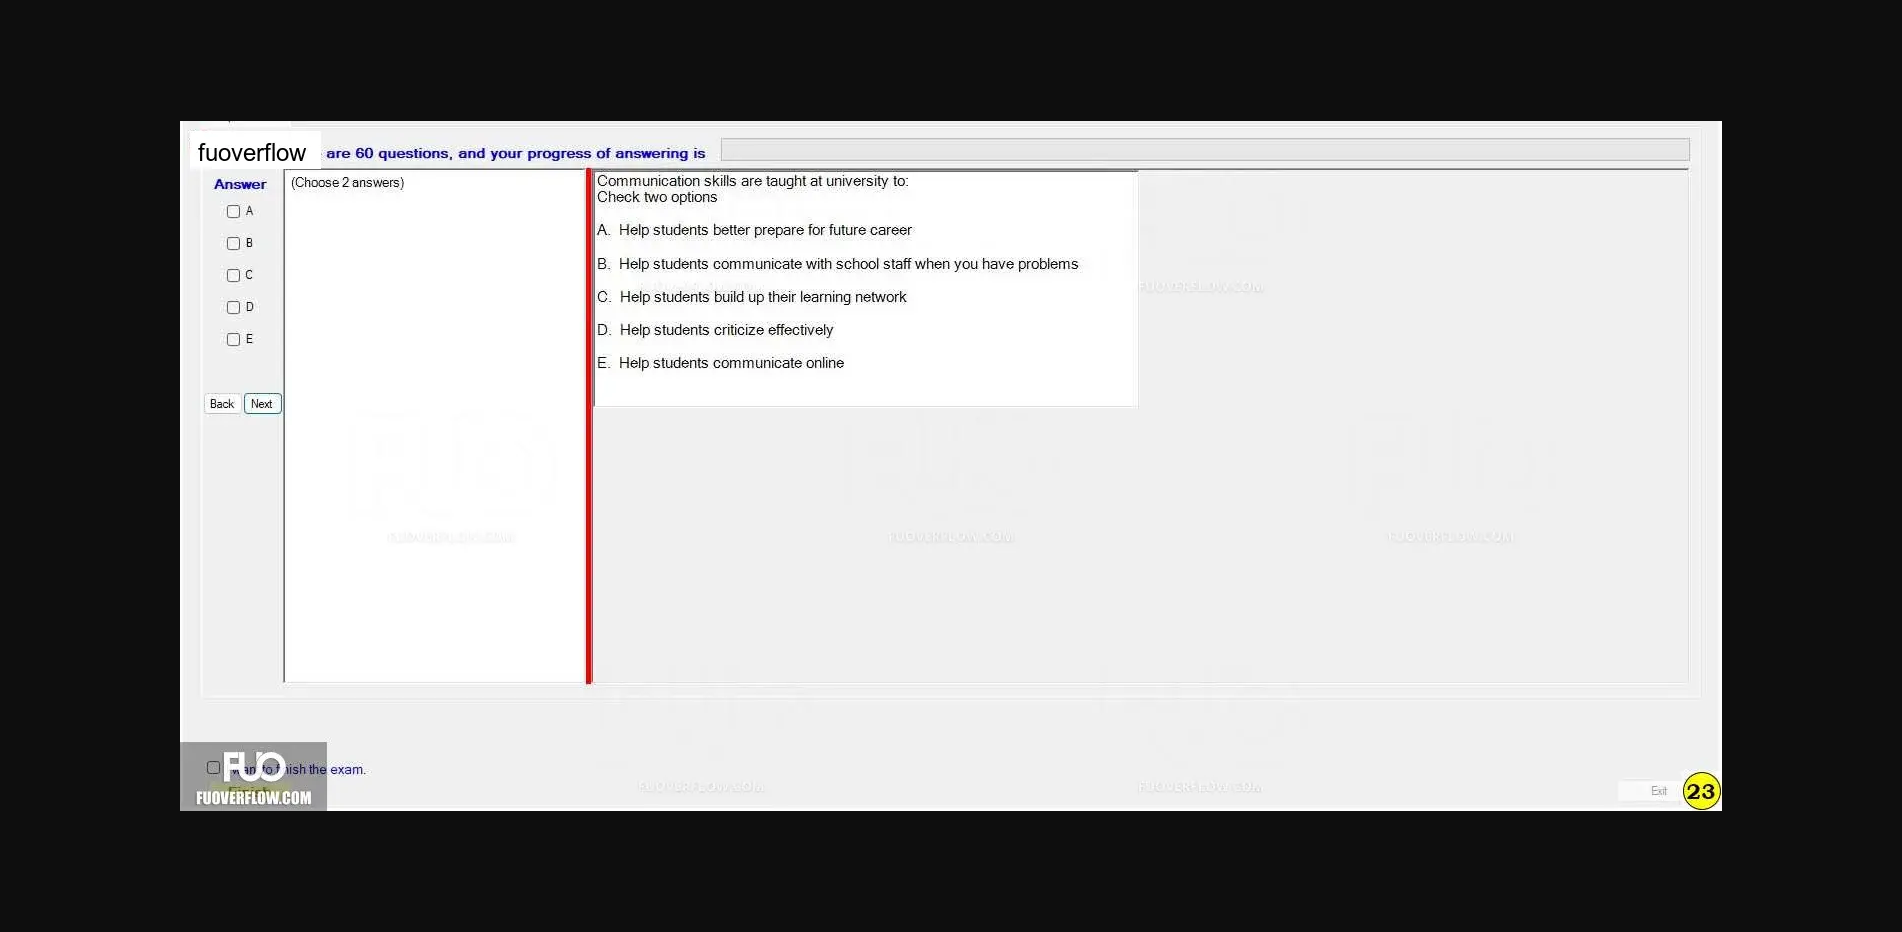 fuoverflow are 60 questions, and your progress of answering is
Answer
A
B
C
D
E
Back Next
(Choose 2 answers)
Communication skills are taught at university to:
Check two options
A. Help students better prepare for future career
B. Help students communicate with school staff when you have problems
C. Help students build up their learning network
D. Help students criticize effectively
E. Help students communicate online
FUOVERFLOW.COM
FUOVERFLOW.COM FUOVERFLOW.COM FUOVERFLOW.COM
FUOVERFLOW.COM FUOVERFLOW.COM
FUO
to finish the exam.
FUOVERFLOW.COM
Exit
23